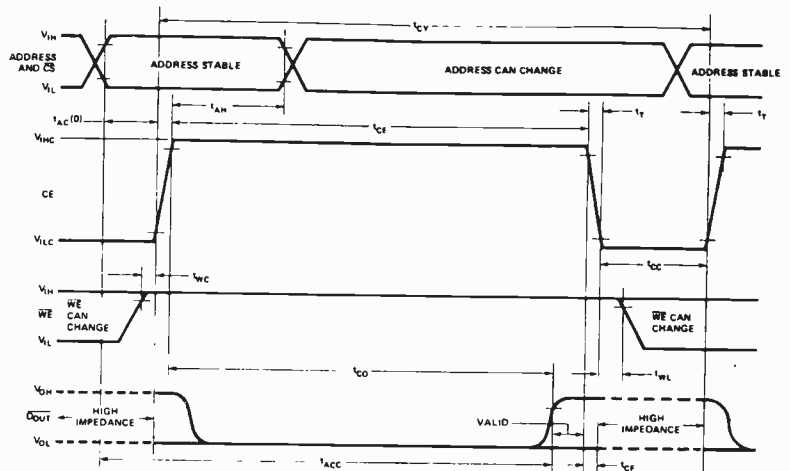 tCY
VIH
ADDRESS AND CS
ADDRESS STABLE
ADDRESS CAN CHANGE
ADDRESS STABLE
VIL
tAH
tAC(0)
tCE
tT
tT
VIHC
CE
VILC
tWC
tCC
VIH
WE
WE CAN CHANGE
WE CAN CHANGE
VIL
tCO
tWL
VOH
DOUT
HIGH IMPEDANCE
VALID
HIGH IMPEDANCE
VOL
tACC
tCF